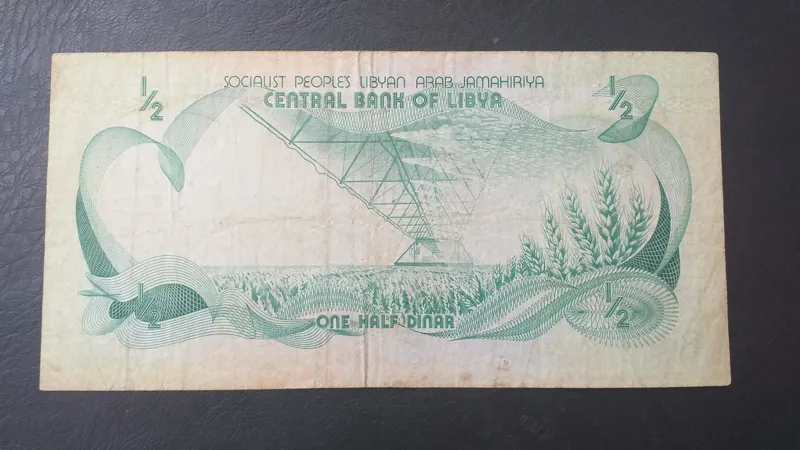 1/2
SOCIALIST PEOPLE'S LIBYAN ARAB JAMAHIRIYA
1/2
CENTRAL BANK OF LIBYA
1/2
ONE HALF DINAR
1/2